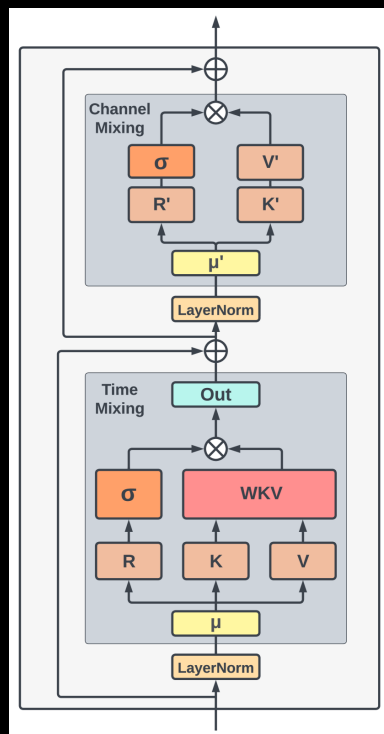 Channel
Mixing
σ
V'
R'
K'
μ'
LayerNorm
Time
Mixing
Out
σ
WKV
R
K
V
μ
LayerNorm